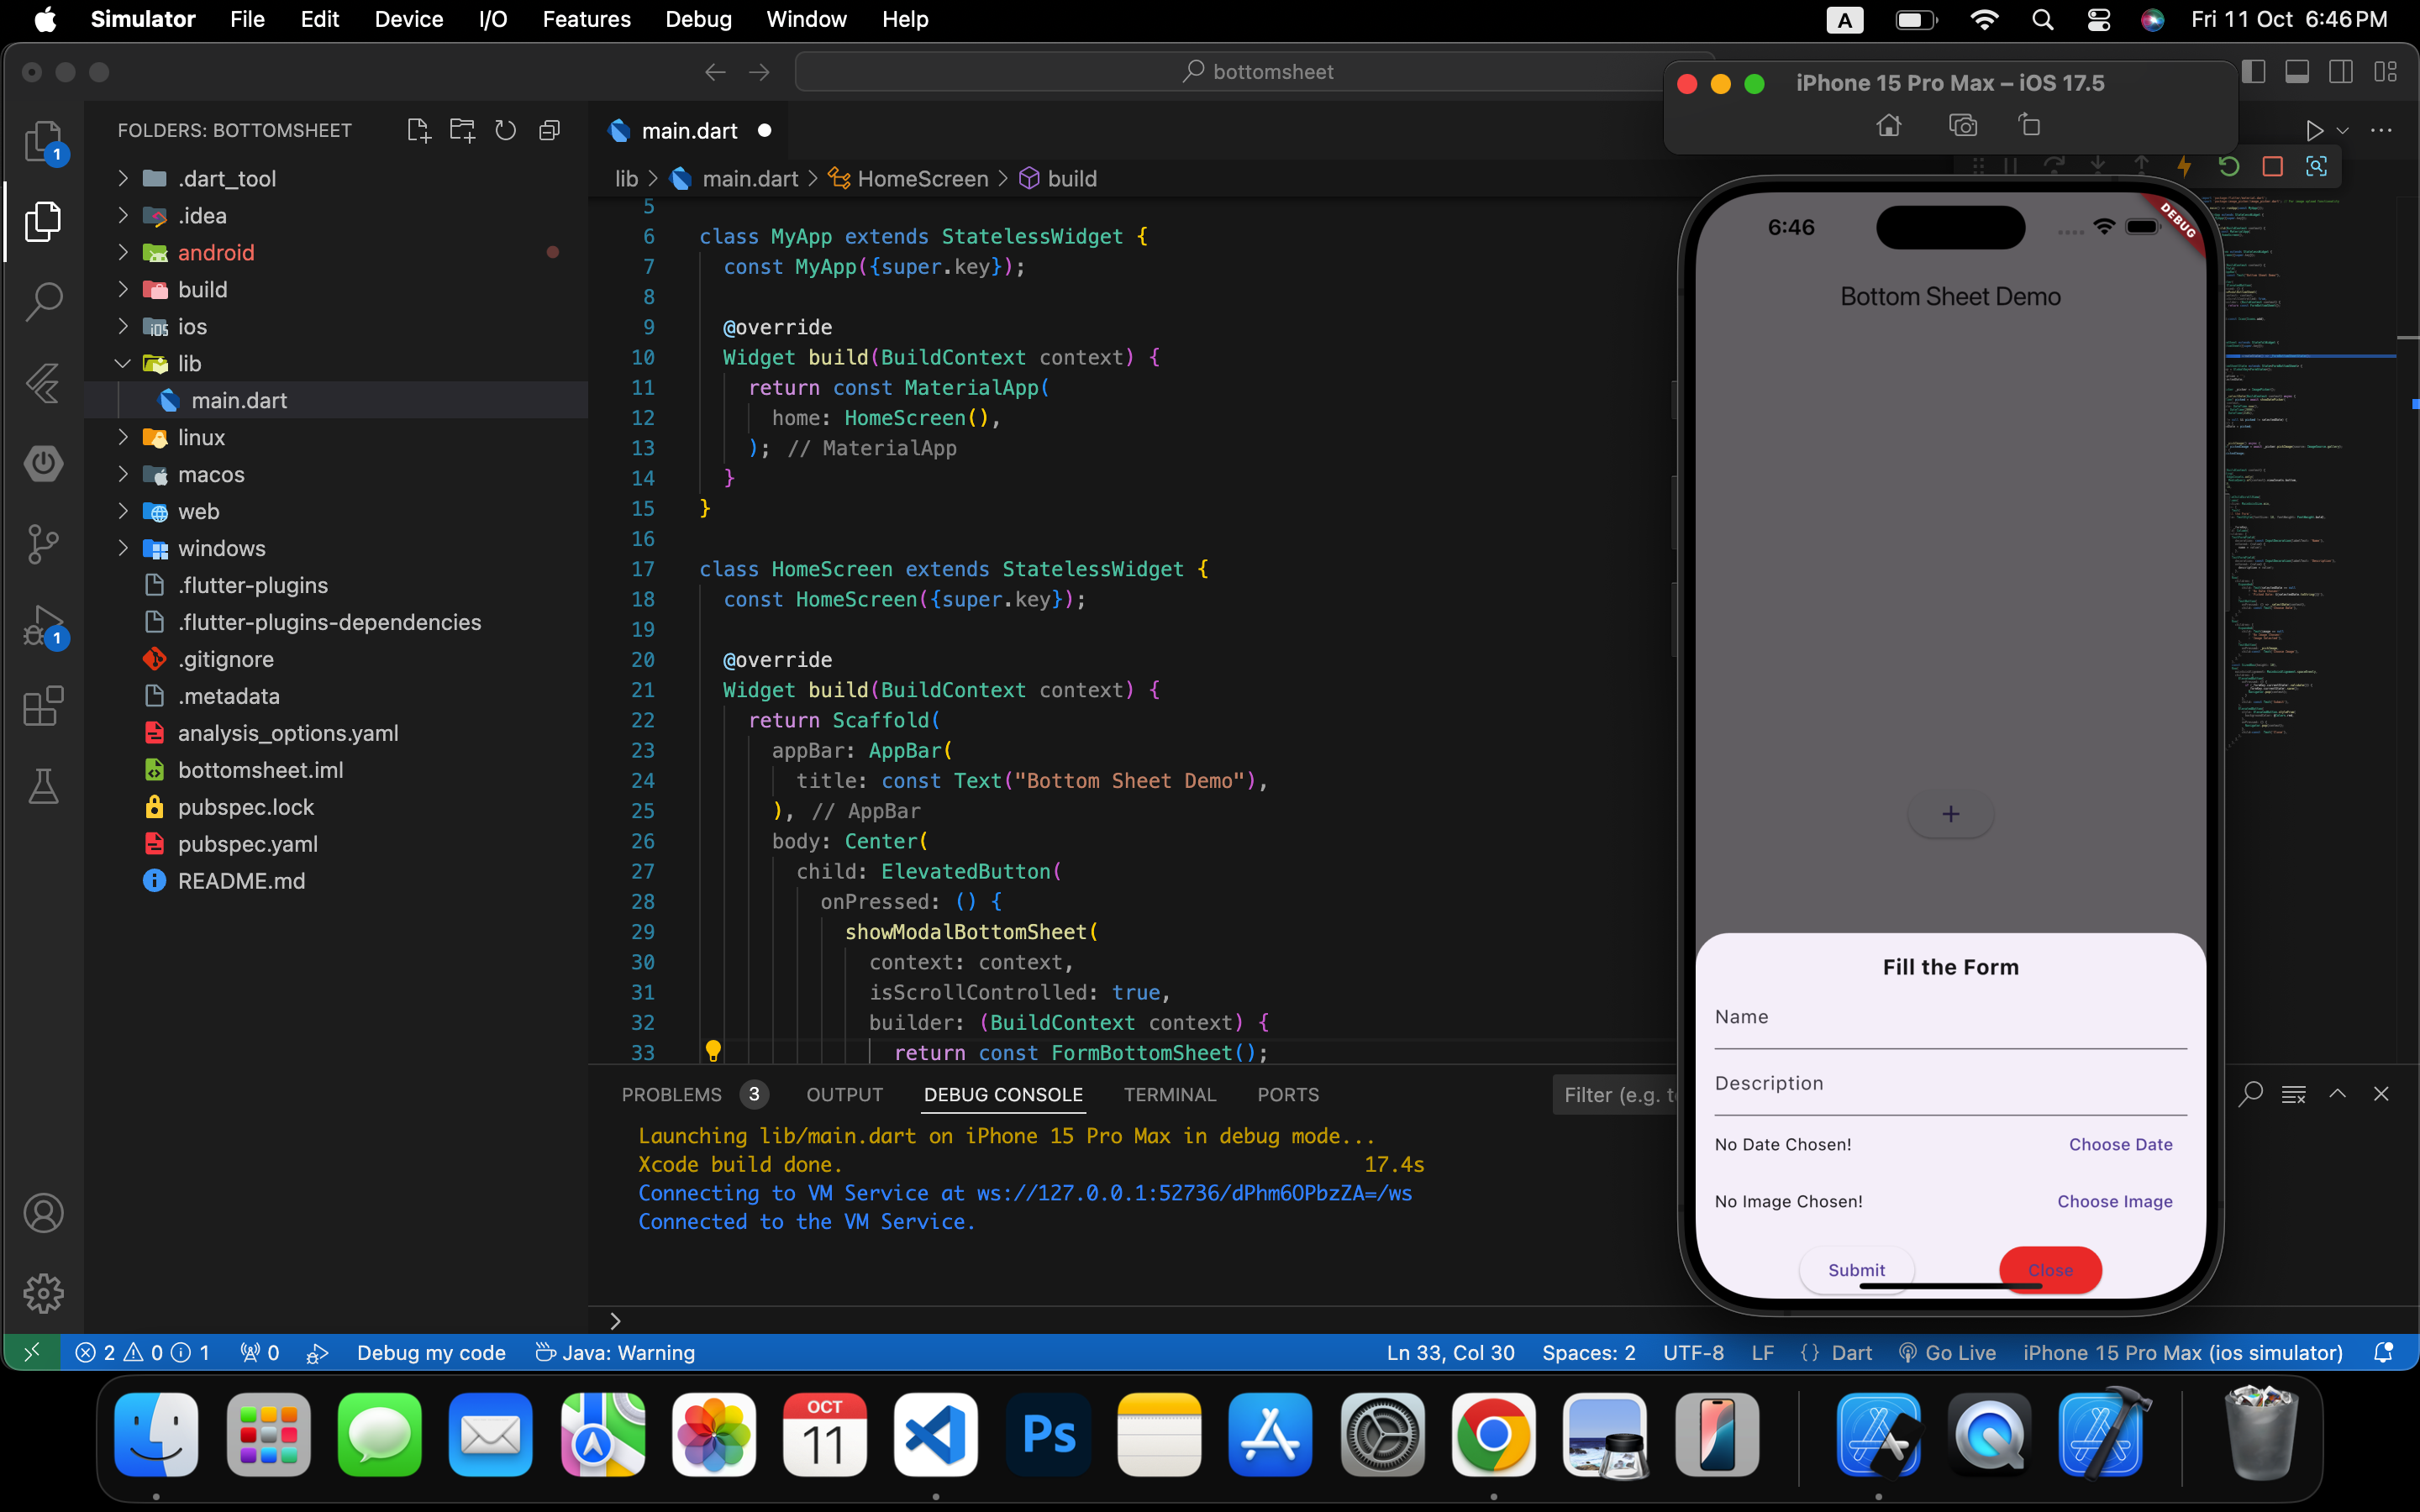 Simulator File Edit Device I/O Features Debug Window Help A Fri 11 Oct 6:46 PM
bottomsheet
iPhone 15 Pro Max – iOS 17.5
FOLDERS: BOTTOMSHEET
1
.dart_tool
.idea
android
build
ios
lib
main.dart
linux
macos
web
windows
.flutter-plugins
.flutter-plugins-dependencies
1
.gitignore
.metadata
analysis_options.yaml
bottomsheet.iml
pubspec.lock
pubspec.yaml
README.md
main.dart
lib > main.dart > HomeScreen > build
5
6 class MyApp extends StatelessWidget {
7 const MyApp({super.key});
8
9 @override
10 Widget build(BuildContext context) {
11 return const MaterialApp(
12 home: HomeScreen(),
13 ); // MaterialApp
14 }
15 }
16
17 class HomeScreen extends StatelessWidget {
18 const HomeScreen({super.key});
19
20 @override
21 Widget build(BuildContext context) {
22 return Scaffold(
23 appBar: AppBar(
24 title: const Text("Bottom Sheet Demo"),
25 ), // AppBar
26 body: Center(
27 child: ElevatedButton(
28 onPressed: () {
29 showModalBottomSheet(
30 context: context,
31 isScrollControlled: true,
32 builder: (BuildContext context) {
33 return const FormBottomSheet();
PROBLEMS 3 OUTPUT DEBUG CONSOLE TERMINAL PORTS Filter (e.g. t
Launching lib/main.dart on iPhone 15 Pro Max in debug mode...
Xcode build done. 17.4s
Connecting to VM Service at ws://127.0.0.1:52736/dPhm6OPbzZA=/ws
Connected to the VM Service.
>
6:46
DEBUG
Bottom Sheet Demo
+
Fill the Form
Name
Description
No Date Chosen! Choose Date
No Image Chosen! Choose Image
Submit Close
2 0 1 0 Debug my code Java: Warning Ln 33, Col 30 Spaces: 2 UTF-8 LF {} Dart Go Live iPhone 15 Pro Max (ios simulator)
OCT
11
Ps